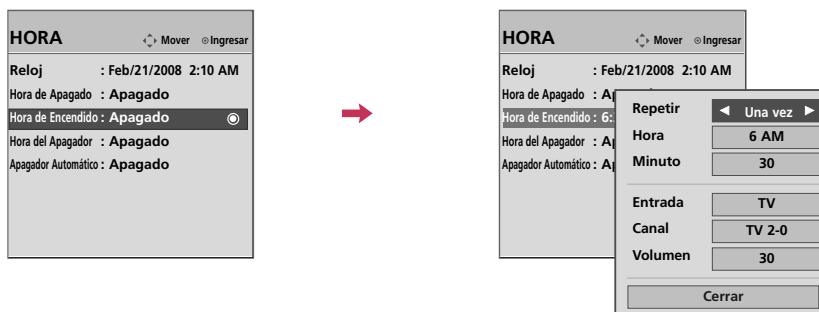 HORA
Mover Ingresar
Reloj : Feb/21/2008 2:10 AM
Hora de Apagado : Apagado
Hora de Encendido : Apagado
Hora del Apagador : Apagado
Apagador Automático : Apagado
HORA
Mover Ingresar
Reloj : Feb/21/2008 2:10 AM
Hora de Apagado :
Hora de Encendido : 6:
Hora del Apagador :
Apagador Automático :
Repetir ◀ Una vez ▶
Hora 6 AM
Minuto 30
Entrada TV
Canal TV 2-0
Volumen 30
Cerrar